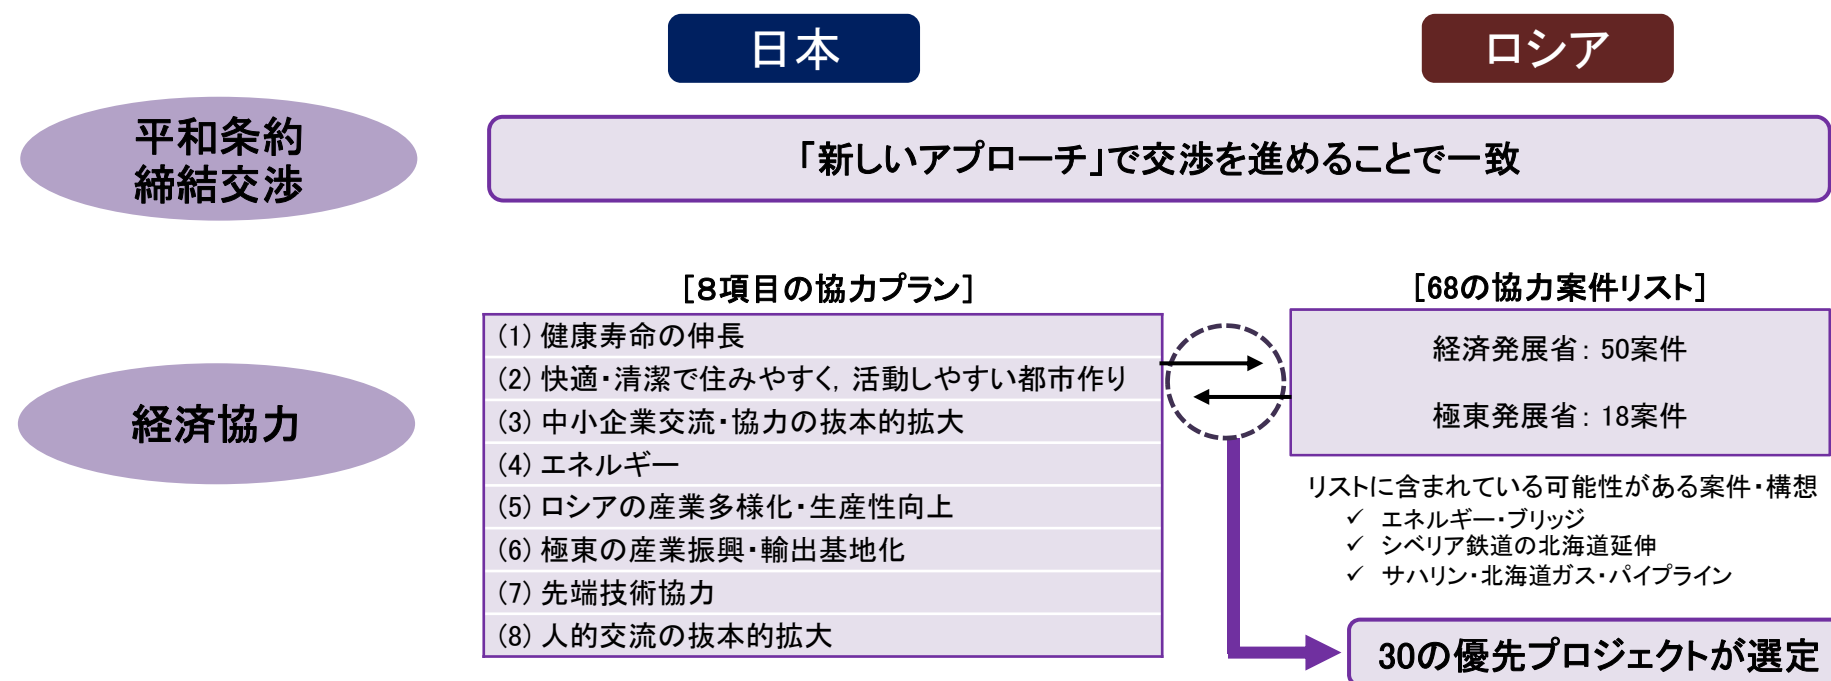 日本
ロシア
平和条約
締結交渉
「新しいアプローチ」で交渉を進めることで一致
[8項目の協力プラン]
[68の協力案件リスト]
(1) 健康寿命の伸長
(2) 快適・清潔で住みやすく, 活動しやすい都市作り
(3) 中小企業交流・協力の抜本的拡大
(4) エネルギー
(5) ロシアの産業多様化・生産性向上
(6) 極東の産業振興・輸出基地化
(7) 先端技術協力
(8) 人的交流の抜本的拡大
経済発展省: 50案件
極東発展省: 18案件
経済協力
リストに含まれている可能性がある案件・構想
✓ エネルギー・ブリッジ
✓ シベリア鉄道の北海道延伸
✓ サハリン・北海道ガス・パイプライン
30の優先プロジェクトが選定